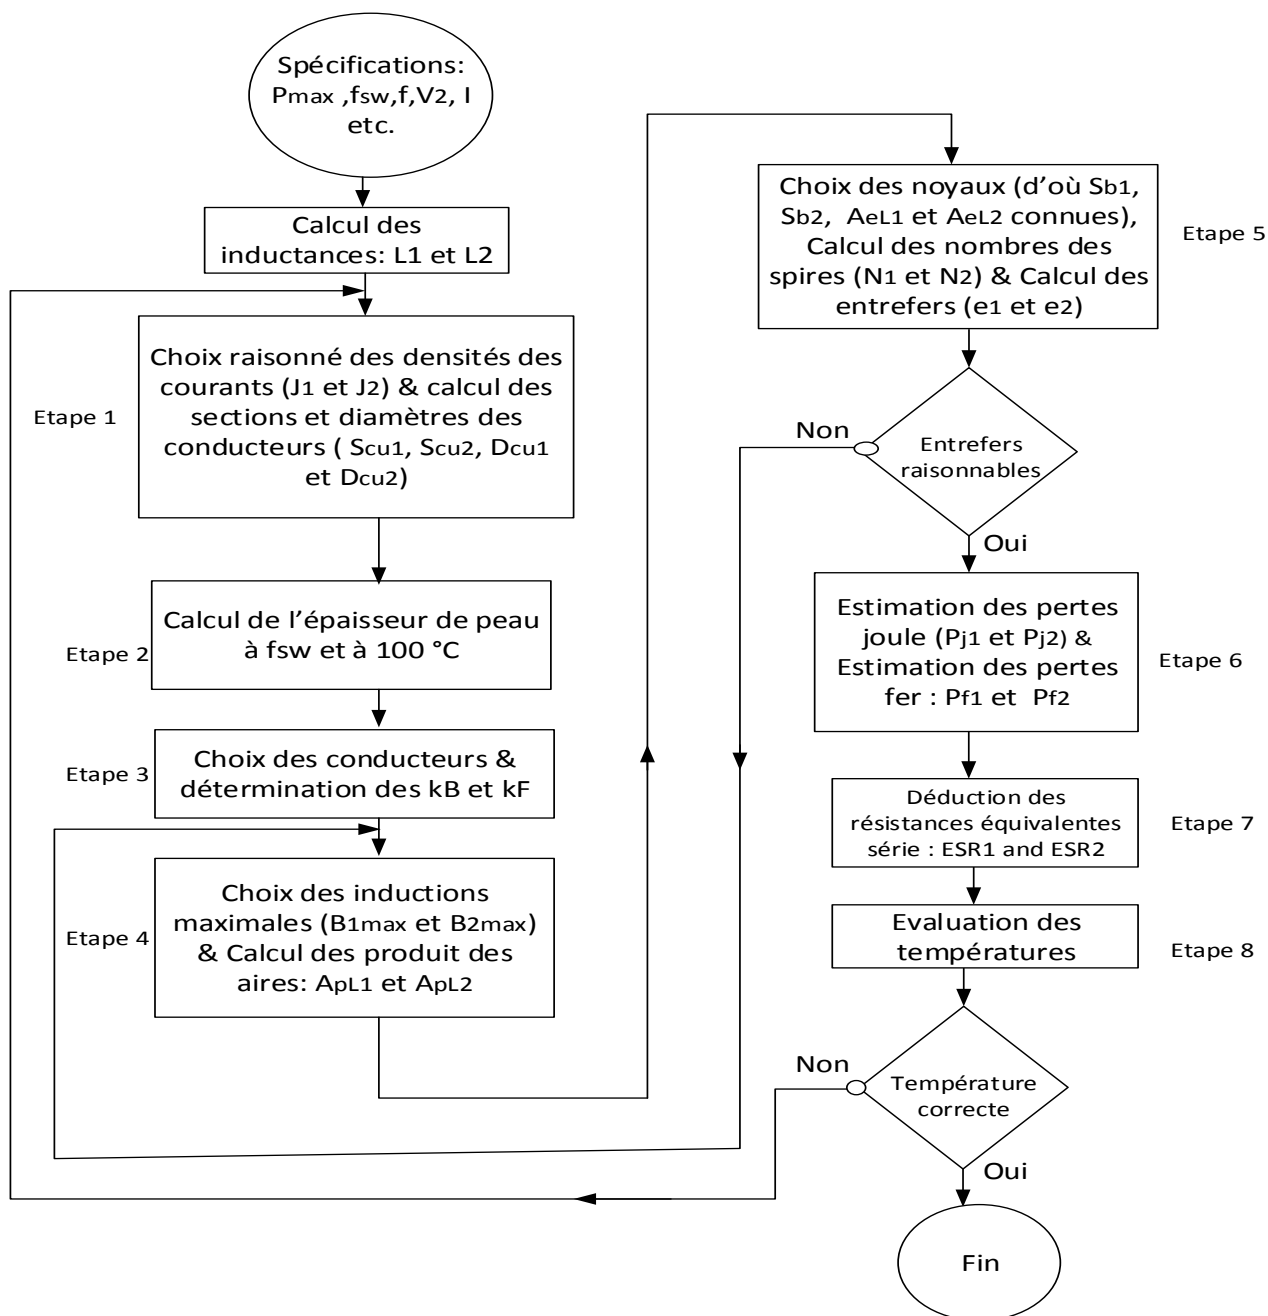 Spécifications:
Pmax ,fsw,f,V2, I
etc.
Calcul des
inductances: L1 et L2
Etape 1
Choix raisonné des densités des
courants (J1 et J2) & calcul des
sections et diamètres des
conducteurs ( Scu1, Scu2, Dcu1
et Dcu2)
Etape 2
Calcul de l’épaisseur de peau
à fsw et à 100 °C
Etape 3
Choix des conducteurs &
détermination des kB et kF
Etape 4
Choix des inductions
maximales (B1max et B2max)
& Calcul des produit des
aires: ApL1 et ApL2
Choix des noyaux (d’où Sb1,
Sb2, AeL1 et AeL2 connues),
Calcul des nombres des
spires (N1 et N2) & Calcul des
entrefers (e1 et e2)
Etape 5
Non
Entrefers
raisonnables
Oui
Estimation des pertes
joule (Pj1 et Pj2) &
Estimation des pertes
fer : Pf1 et Pf2
Etape 6
Déduction des
résistances équivalentes
série : ESR1 and ESR2
Etape 7
Evaluation des
températures
Etape 8
Non
Température
correcte
Oui
Fin